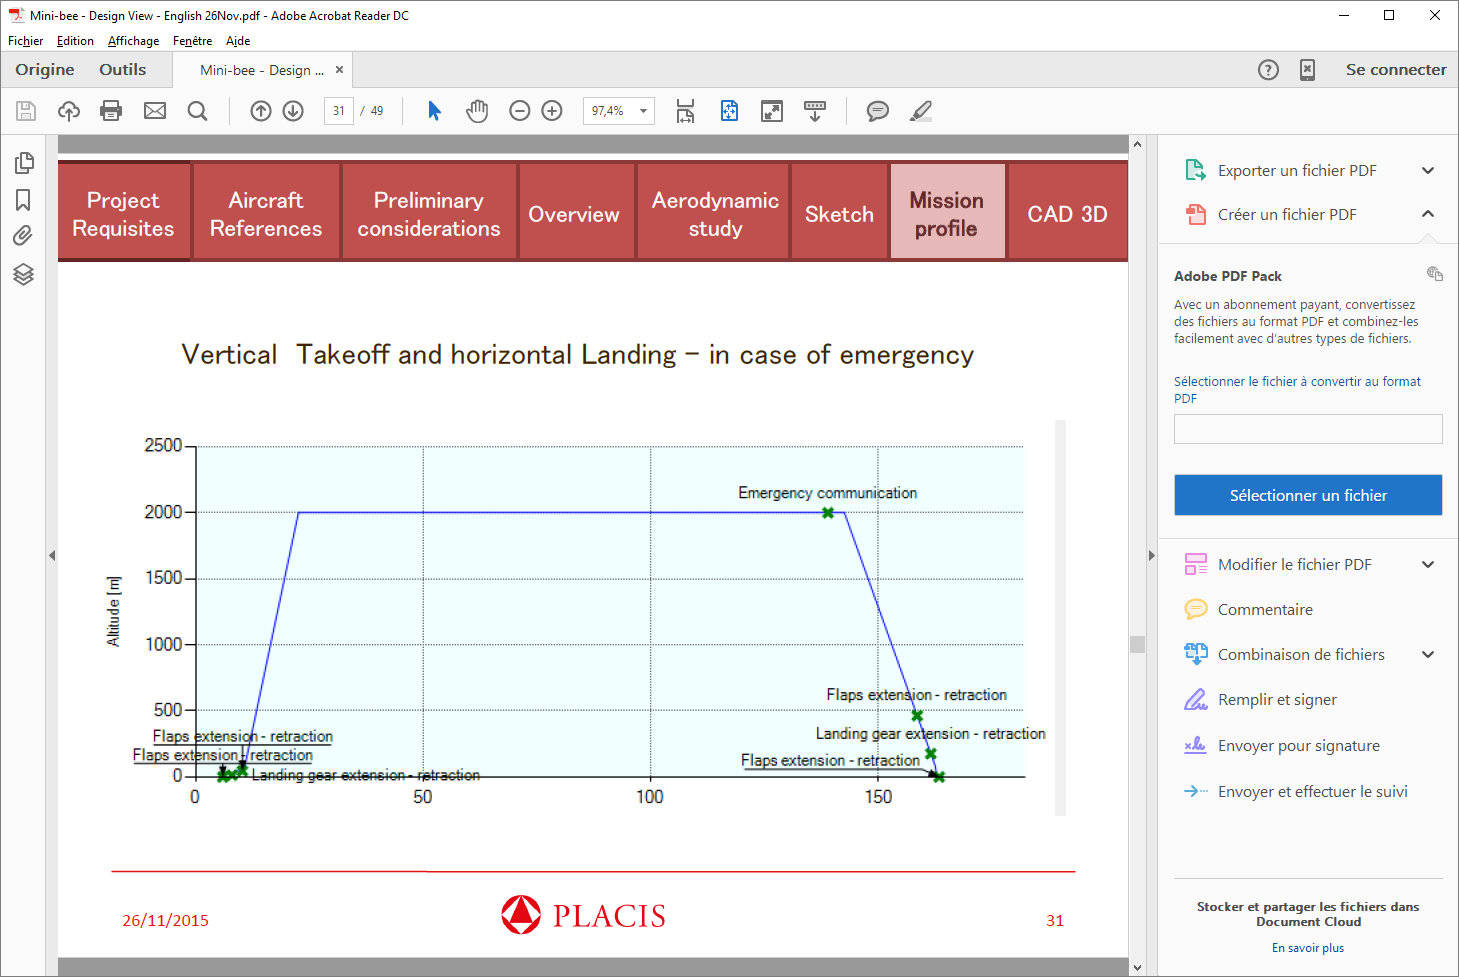 Mini-bee - Design View - English 26Nov.pdf - Adobe Acrobat Reader DC
Fichier Edition Affichage Fenêtre Aide
Origine Outils Mini-bee - Design ... × Se connecter
31 / 49 97,4%
Project Requisites
Aircraft References
Preliminary considerations
Overview
Aerodynamic study
Sketch
Mission profile
CAD 3D
Vertical Takeoff and horizontal Landing – in case of emergency
Altitude [m]
2500
2000
1500
1000
500
0
0 50 100 150
Emergency communication
Flaps extension - retraction
Landing gear extension - retraction
Flaps extension - retraction
Flaps extension - retraction
Flaps extension - retraction
Landing gear extension - retraction
26/11/2015 PLACIS 31
Exporter un fichier PDF
Créer un fichier PDF
Adobe PDF Pack
Avec un abonnement payant, convertissez
des fichiers au format PDF et combinez-les
facilement avec d'autres types de fichiers.
Sélectionner le fichier à convertir au format
PDF
Sélectionner un fichier
Modifier le fichier PDF
Commentaire
Combinaison de fichiers
Remplir et signer
Envoyer pour signature
Envoyer et effectuer le suivi
Stocker et partager les fichiers dans
Document Cloud
En savoir plus